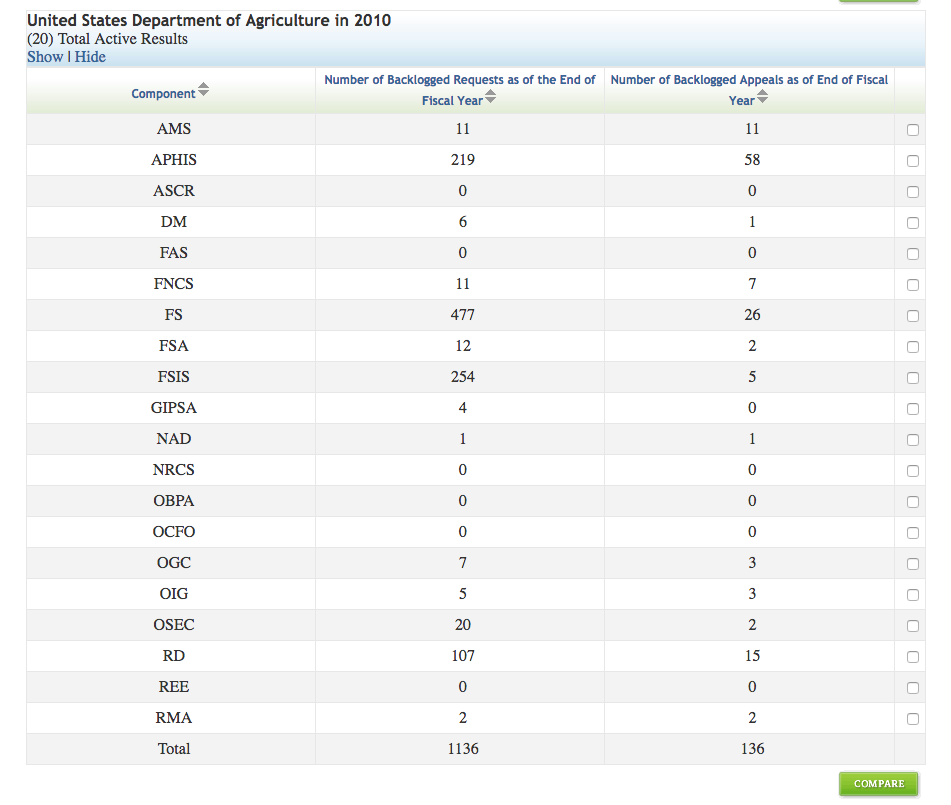 United States Department of Agriculture in 2010
(20) Total Active Results
Show | Hide
Component Number of Backlogged Requests as of the End of Fiscal Year Number of Backlogged Appeals as of End of Fiscal Year
AMS 11 11
APHIS 219 58
ASCR 0 0
DM 6 1
FAS 0 0
FNCS 11 7
FS 477 26
FSA 12 2
FSIS 254 5
GIPSA 4 0
NAD 1 1
NRCS 0 0
OBPA 0 0
OCFO 0 0
OGC 7 3
OIG 5 3
OSEC 20 2
RD 107 15
REE 0 0
RMA 2 2
Total 1136 136
COMPARE